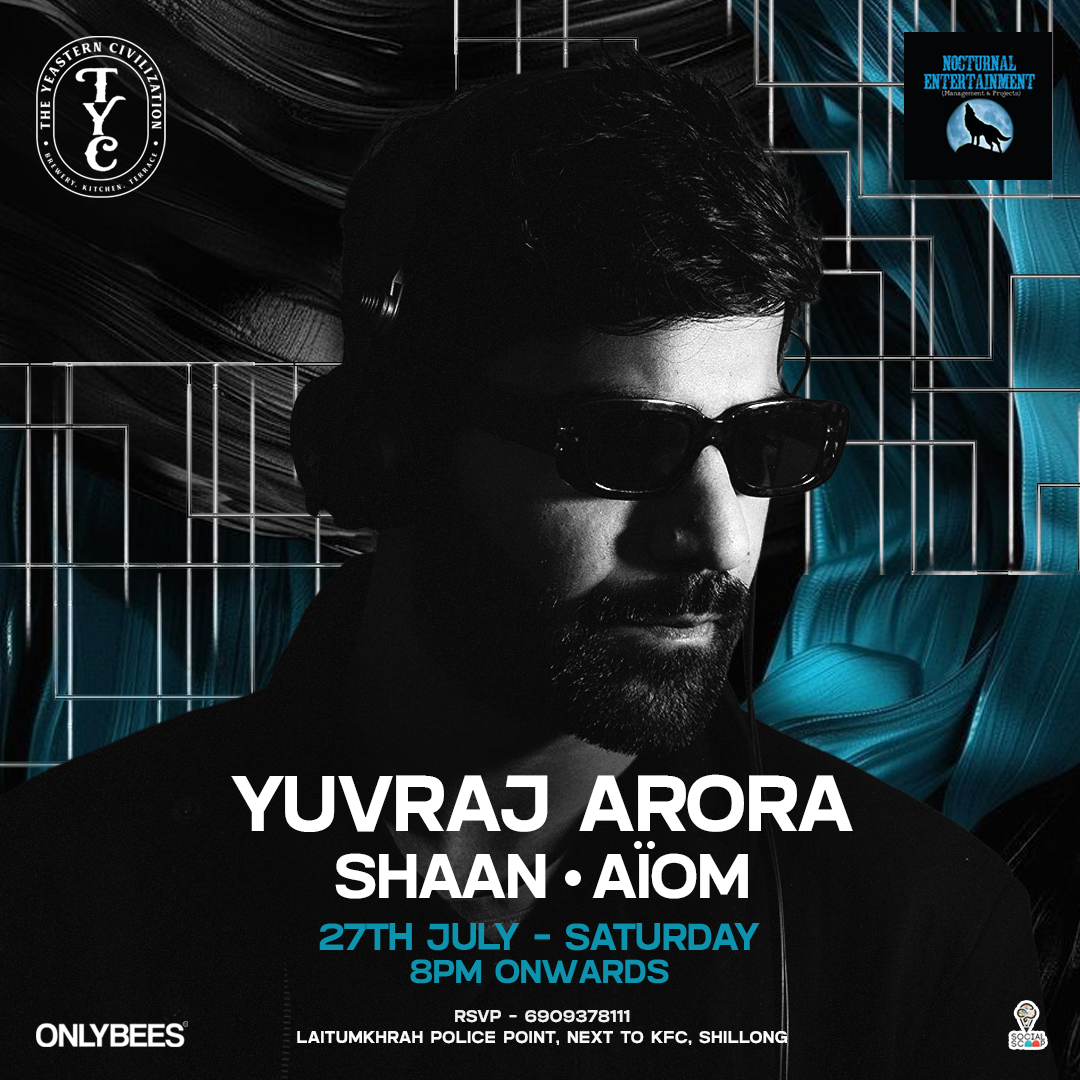 THE YEASTERN CIVILIZATION
TYC
BREWERY. KITCHEN. TERRACE
NOCTURNAL
ENTERTAINMENT
(Management & Projects)
YUVRAJ ARORA
SHAAN • AÏOM
27TH JULY - SATURDAY
8PM ONWARDS
RSVP - 6909378111
LAITUMKHRAH POLICE POINT, NEXT TO KFC, SHILLONG
ONLYBEES
SOCIAL
SCOOP